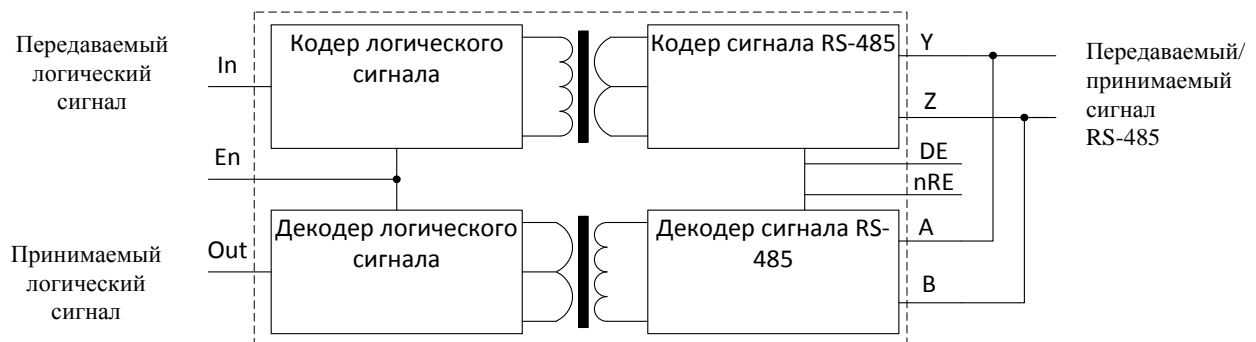 Передаваемый
логический
сигнал
In
En
Принимаемый
логический
сигнал
Out
Кодер логического
сигнала
Декодер логического
сигнала
Кодер сигнала RS-485
Декодер сигнала RS-
485
Y
Z
DE
nRE
A
B
Передаваемый/
принимаемый
сигнал
RS-485